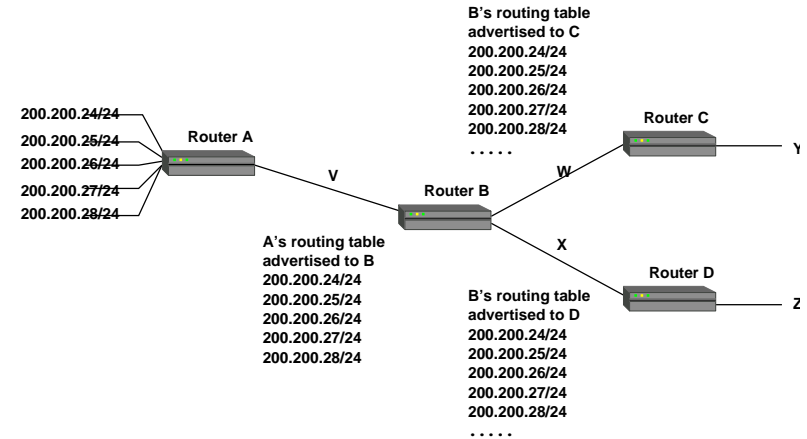 B's routing table
advertised to C
200.200.24/24
200.200.25/24
200.200.26/24
200.200.27/24
200.200.28/24
. . . . .
200.200.24/24
200.200.25/24
200.200.26/24
200.200.27/24
200.200.28/24
Router A
V
Router B
W
Router C
Y
X
Router D
Z
A's routing table
advertised to B
200.200.24/24
200.200.25/24
200.200.26/24
200.200.27/24
200.200.28/24
B's routing table
advertised to D
200.200.24/24
200.200.25/24
200.200.26/24
200.200.27/24
200.200.28/24
. . . . .